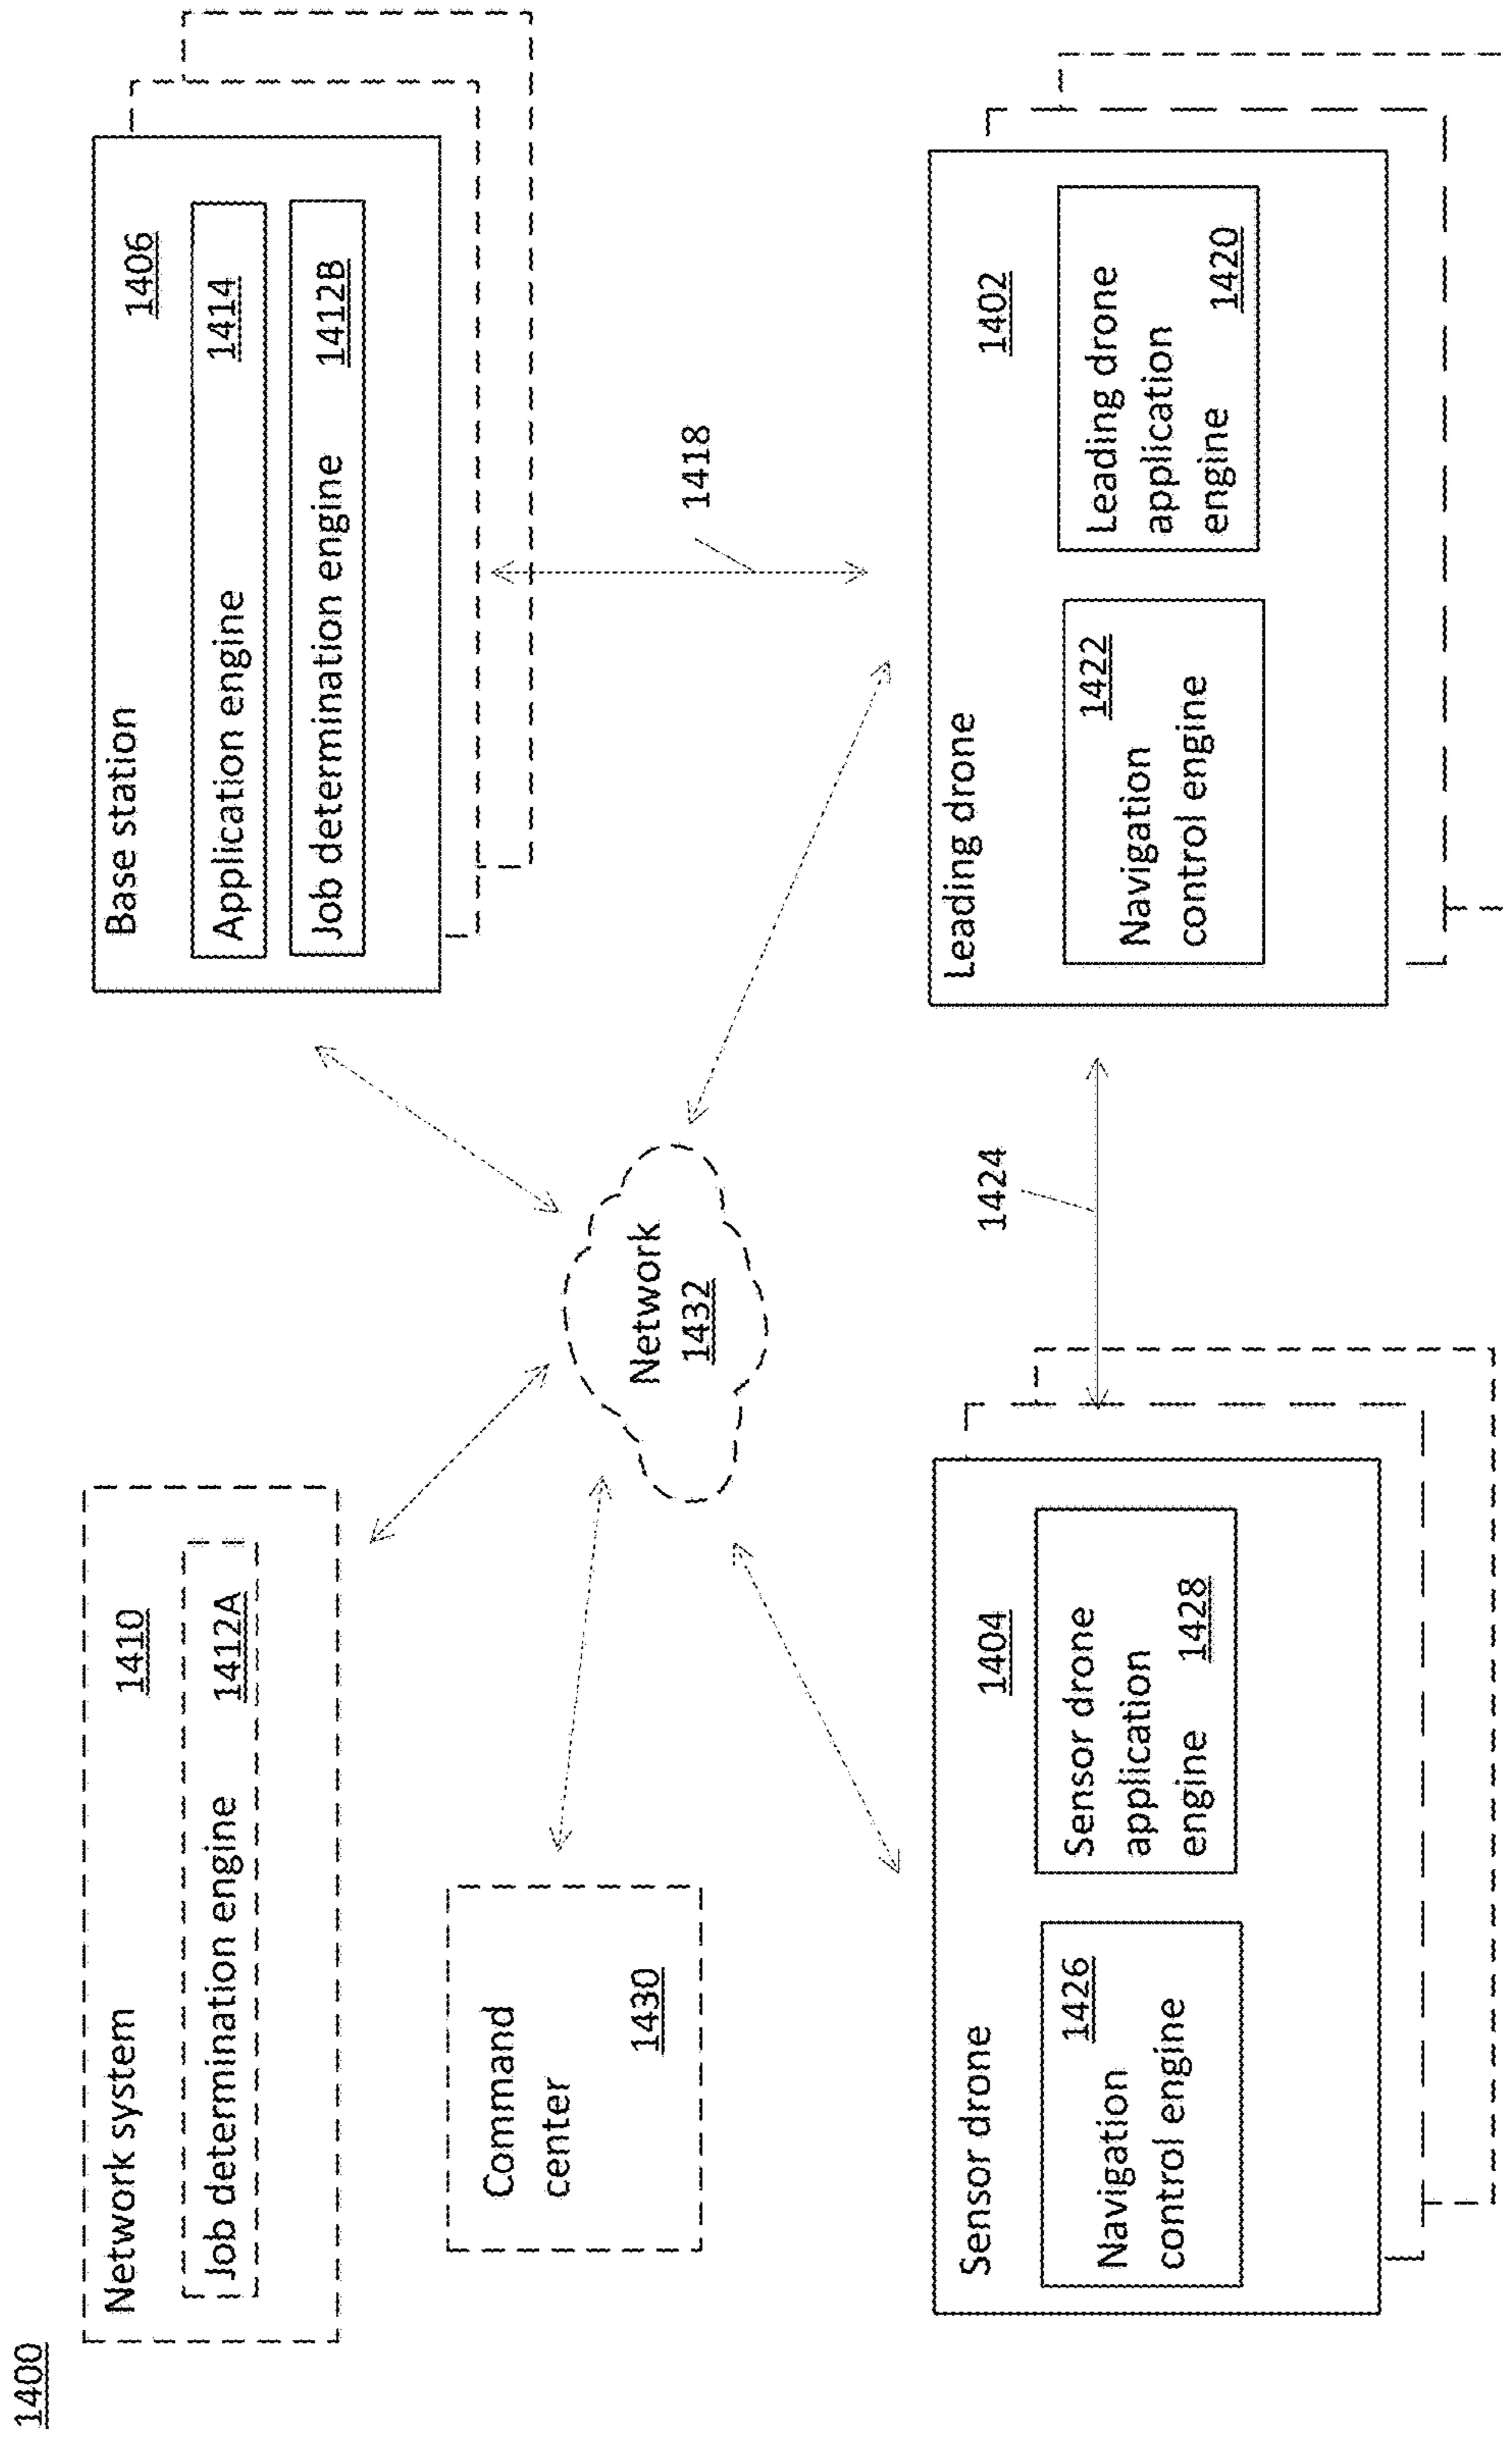 1400
Network system
1410
Job determination engine 1412A
Command
center
1430
Network
1432
Base station
1406
Application engine 1414
Job determination engine 1412B
1418
Sensor drone
1404
1426
Navigation
control engine
Sensor drone
application
engine 1428
1424
Leading drone
1402
1422
Navigation
control engine
Leading drone
application
engine 1420